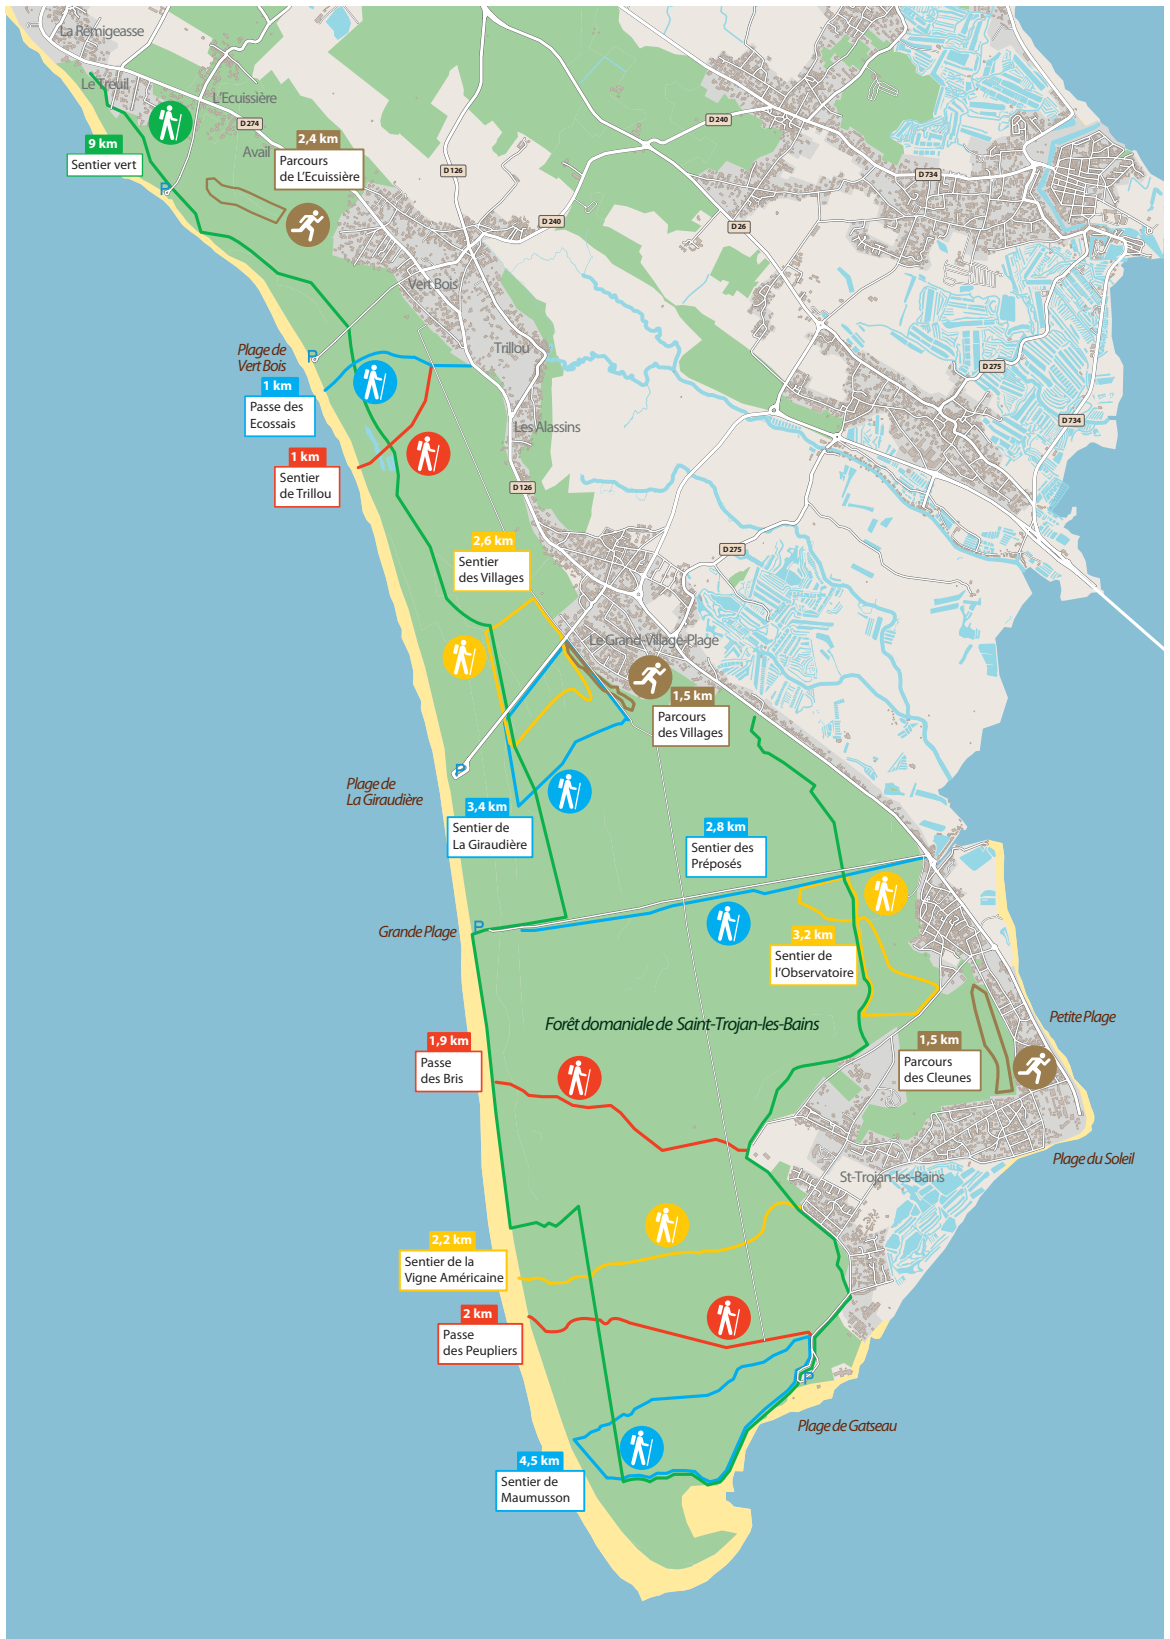 La Rémigeasse
Le Treuil
L'Ecuissière
D 274
9 km
Sentier vert
Avail
2,4 km
Parcours
de L'Ecuissière
P
D 126
D 240
D 240
D 734
D 26
Vert Bois
Trillou
Plage de
Vert Bois
P
1 km
Passe des
Ecossais
1 km
Sentier
de Trillou
Les Alassins
D 126
D 275
D 734
D 275
2,6 km
Sentier
des Villages
Le Grand-Village-Plage
1,5 km
Parcours
des Villages
P
Plage de
La Giraudière
3,4 km
Sentier de
La Giraudière
2,8 km
Sentier des
Préposés
Grande Plage
P
3,2 km
Sentier de
l'Observatoire
Forêt domaniale de Saint-Trojan-les-Bains
Petite Plage
1,9 km
Passe
des Bris
1,5 km
Parcours
des Cleunes
Plage du Soleil
St-Trojan-les-Bains
2,2 km
Sentier de la
Vigne Américaine
2 km
Passe
des Peupliers
P
Plage de Gatseau
4,5 km
Sentier de
Maumusson